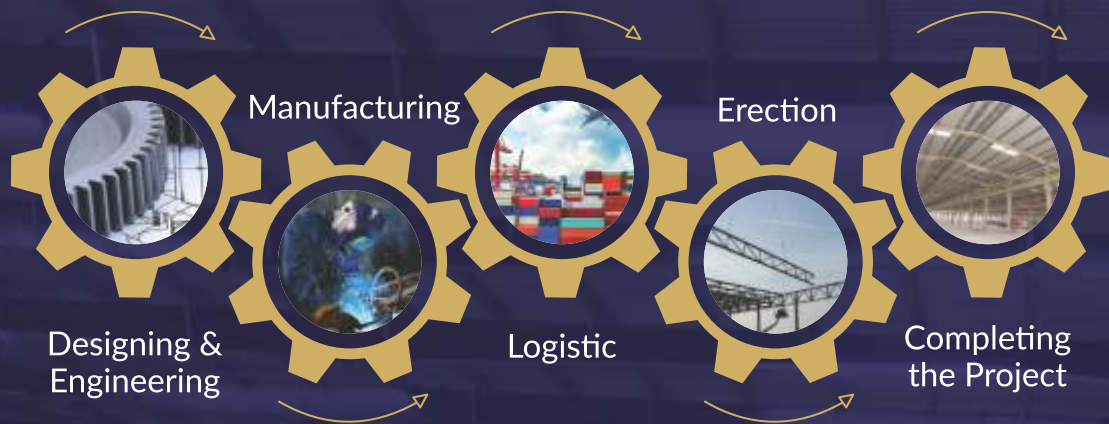 Designing &
Engineering
Manufacturing
Logistic
Erection
Completing
the Project